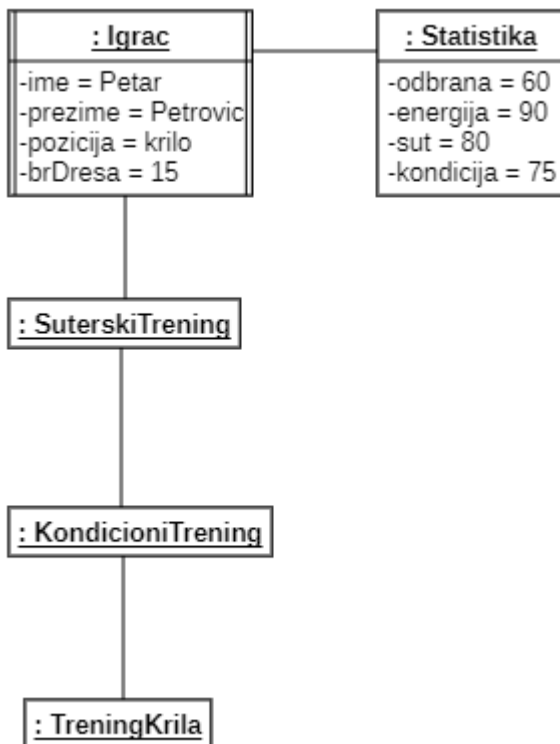 : Igrac
-ime = Petar
-prezime = Petrovic
-pozicija = krilo
-brDresa = 15
: Statistika
-odbrana = 60
-energija = 90
-sut = 80
-kondicija = 75
: SuterskiTrening
: KondicioniTrening
: TreningKrila